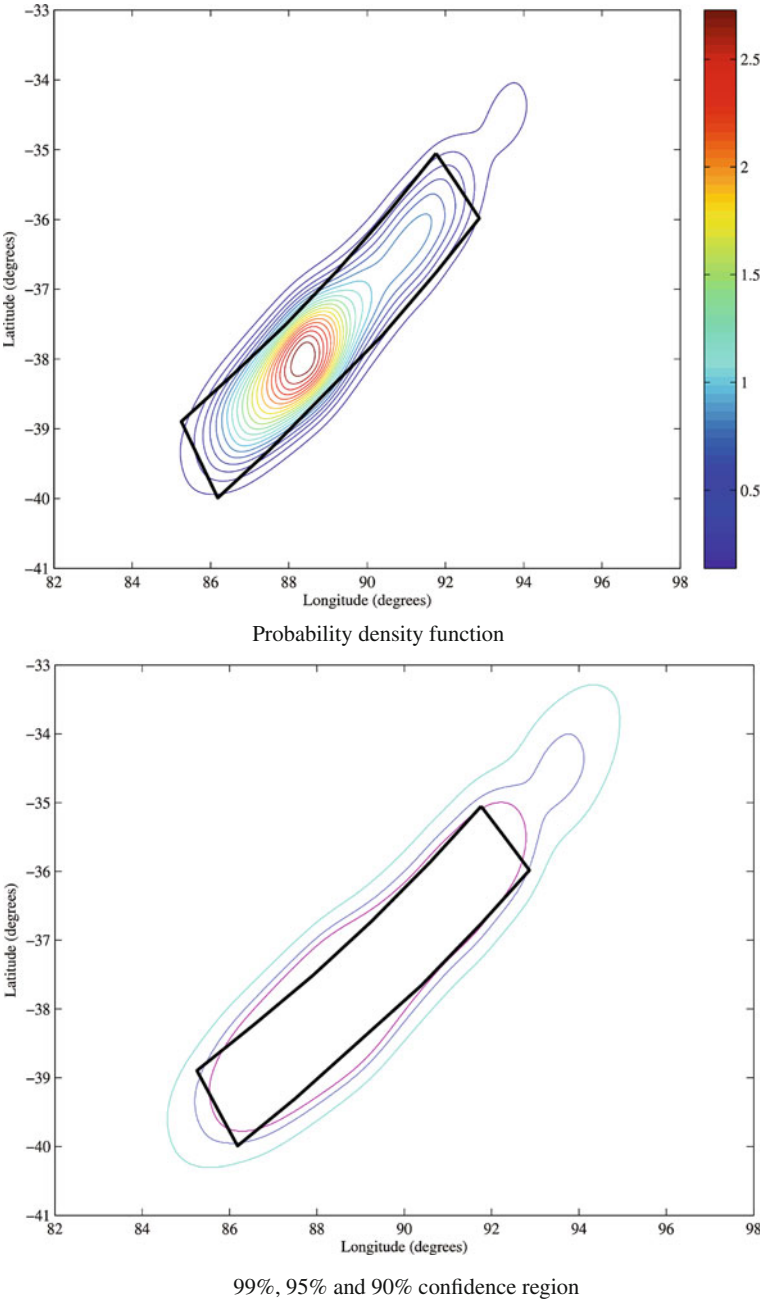 −33
−34
−35
−36
−37
−38
−39
−40
−41
Latitude (degrees)
82 84 86 88 90 92 94 96 98
Longitude (degrees)
2.5
2
1.5
1
0.5
Probability density function
−33
−34
−35
−36
−37
−38
−39
−40
−41
Latitude (degrees)
82 84 86 88 90 92 94 96 98
Longitude (degrees)
99%, 95% and 90% confidence region